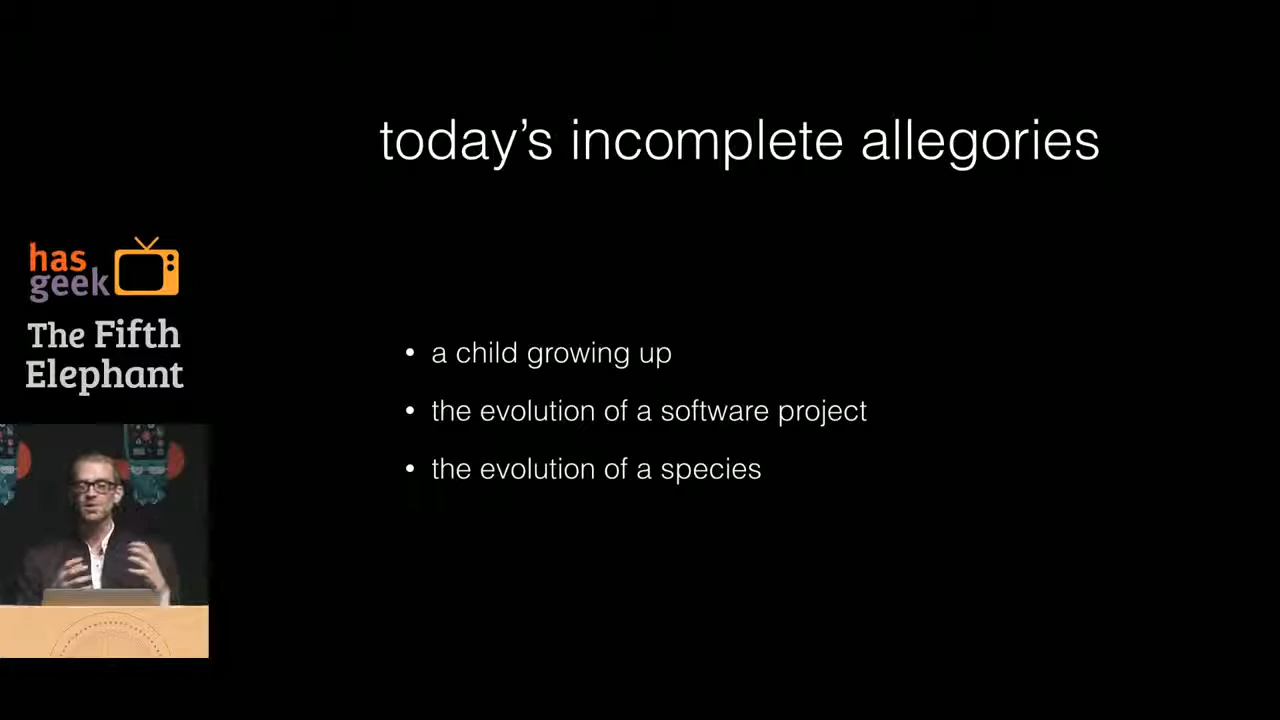 today’s incomplete allegories
has
geek
The Fifth
Elephant
• a child growing up
• the evolution of a software project
• the evolution of a species